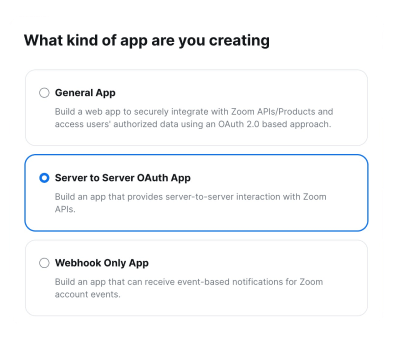 What kind of app are you creating
General App
Build a web app to securely integrate with Zoom APIs/Products and
access users' authorized data using an OAuth 2.0 based approach.
Server to Server OAuth App
Build an app that provides server-to-server interaction with Zoom
APIs.
Webhook Only App
Build an app that can receive event-based notifications for Zoom
account events.